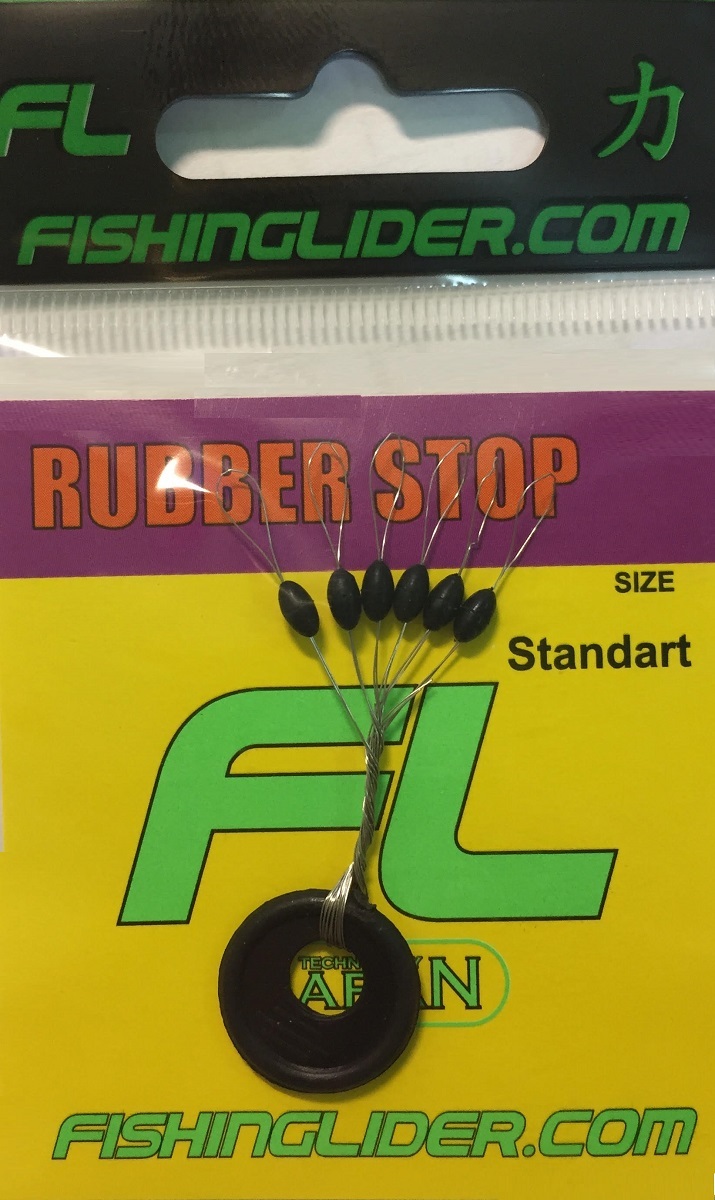 FL 力
FISHINGLIDER.COM
RUBBER STOP
SIZE
Standart
FL
FISHINGLIDER.COM